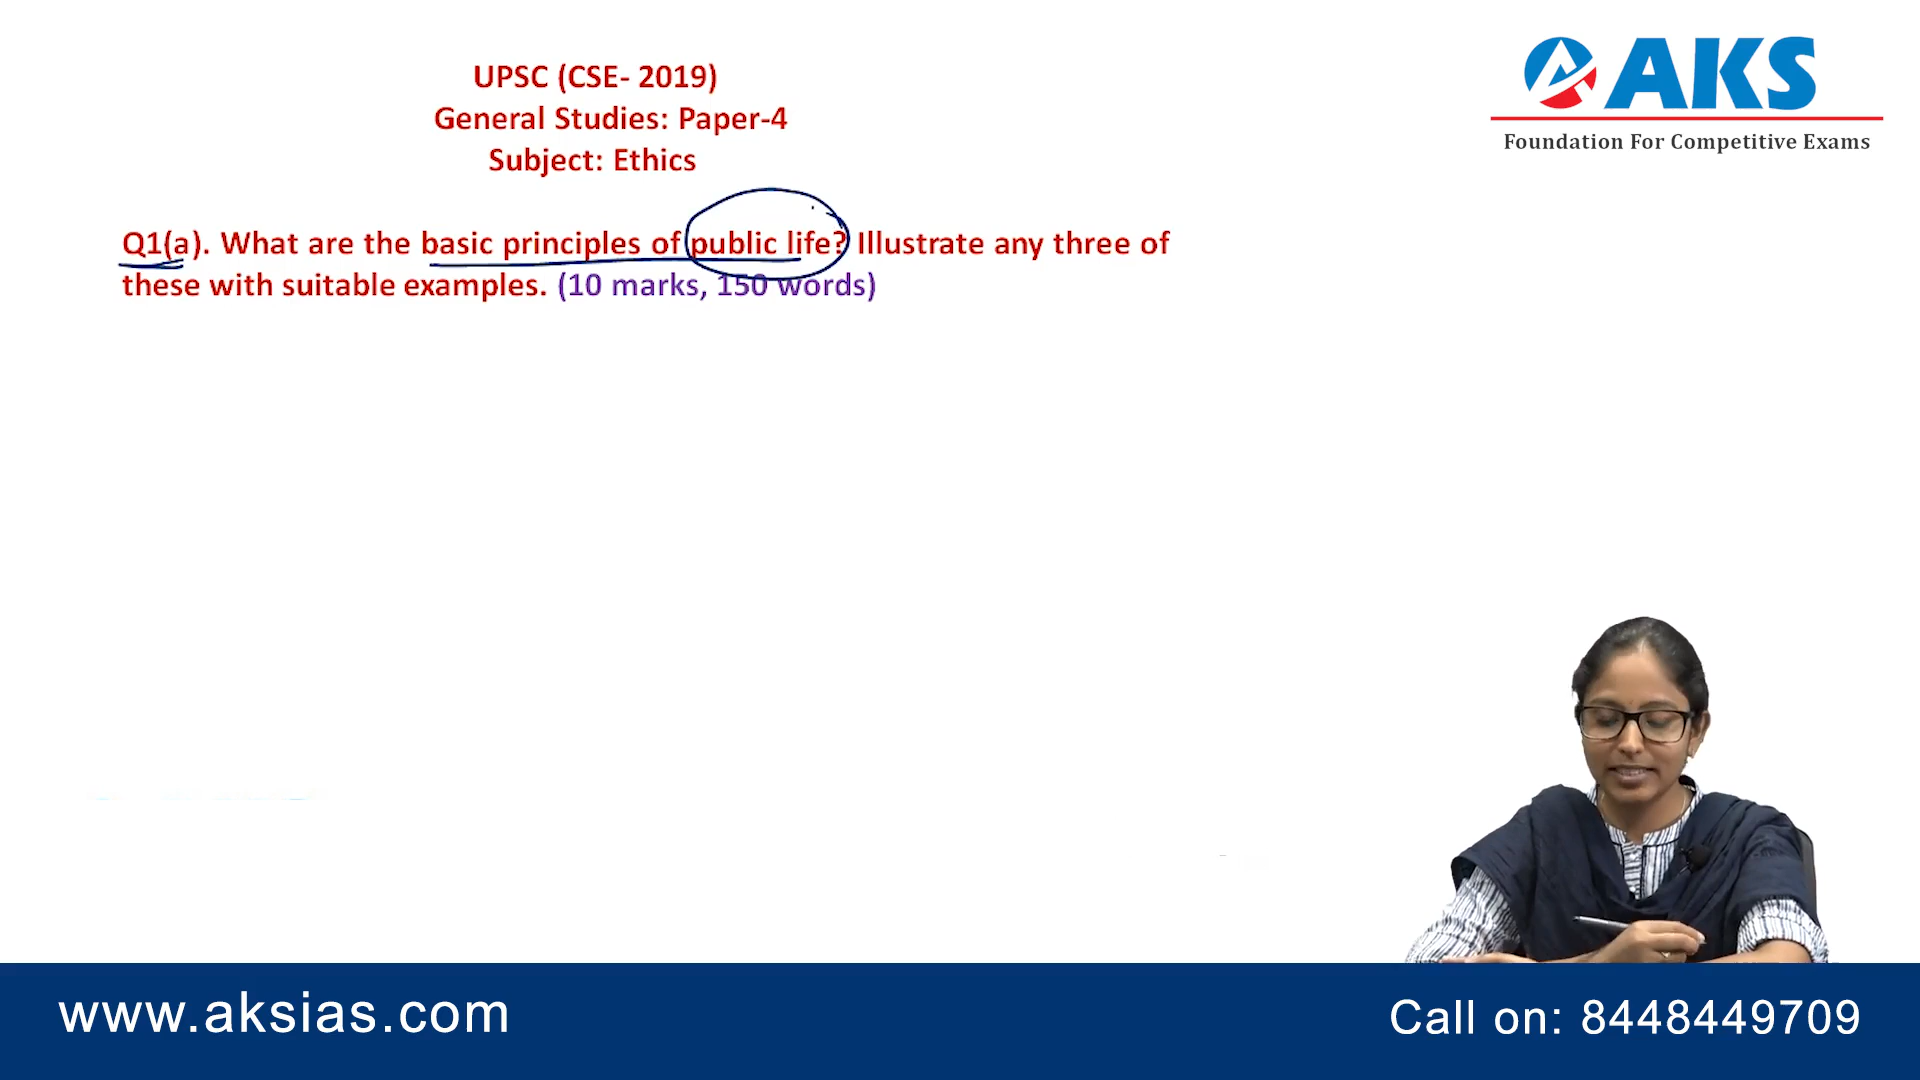 UPSC (CSE- 2019)
General Studies: Paper-4
Subject: Ethics
AKS
Foundation For Competitive Exams
Q1(a). What are the basic principles of public life? Illustrate any three of
these with suitable examples. (10 marks, 150 words)
www.aksias.com
Call on: 8448449709